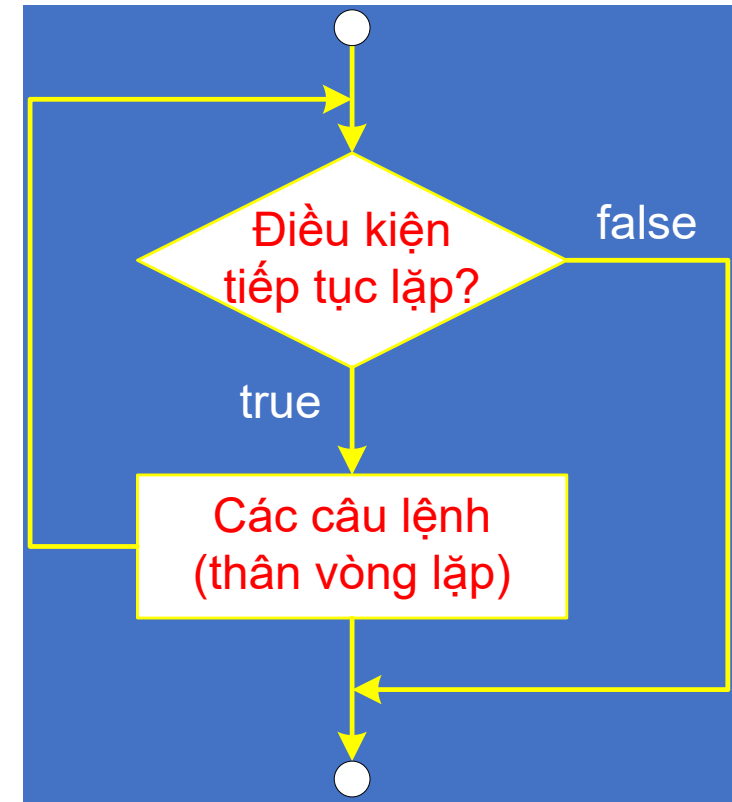 Điều kiện
tiếp tục lặp?
false
true
Các câu lệnh
(thân vòng lặp)